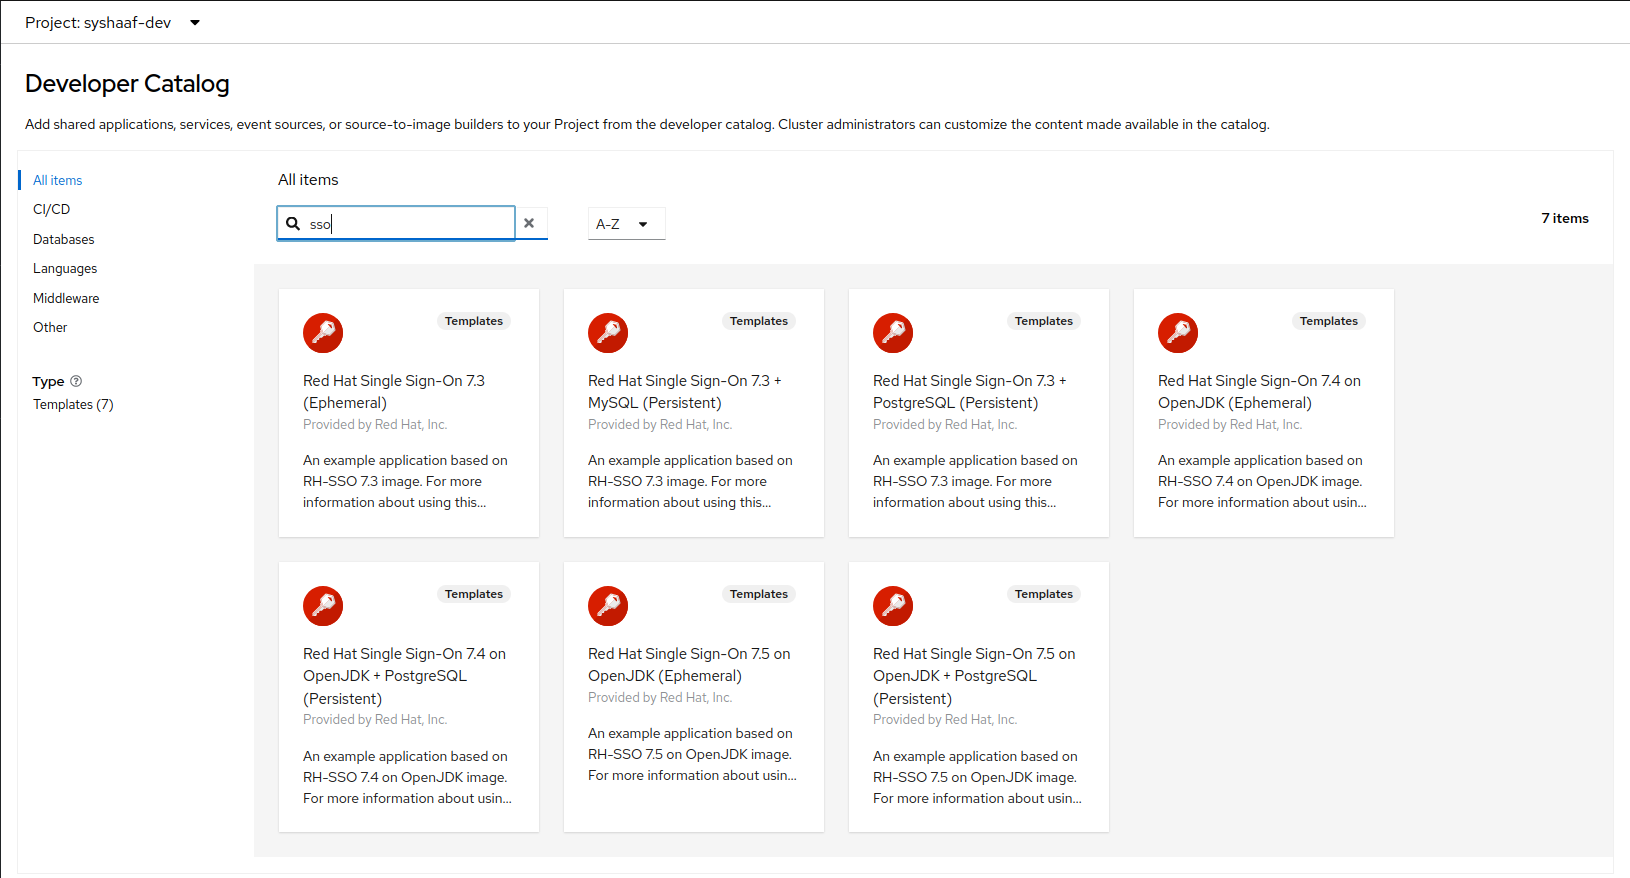 Project: syshaaf-dev
Developer Catalog
Add shared applications, services, event sources, or source-to-image builders to your Project from the developer catalog. Cluster administrators can customize the content made available in the catalog.
All items
CI/CD
Databases
Languages
Middleware
Other
Type
Templates (7)
All items
sso
A-Z
7 items
Templates
Red Hat Single Sign-On 7.3
(Ephemeral)
Provided by Red Hat, Inc.
An example application based on
RH-SSO 7.3 image. For more
information about using this...
Templates
Red Hat Single Sign-On 7.3 +
MySQL (Persistent)
Provided by Red Hat, Inc.
An example application based on
RH-SSO 7.3 image. For more
information about using this...
Templates
Red Hat Single Sign-On 7.3 +
PostgreSQL (Persistent)
Provided by Red Hat, Inc.
An example application based on
RH-SSO 7.3 image. For more
information about using this...
Templates
Red Hat Single Sign-On 7.4 on
OpenJDK (Ephemeral)
Provided by Red Hat, Inc.
An example application based on
RH-SSO 7.4 on OpenJDK image.
For more information about usin...
Templates
Red Hat Single Sign-On 7.4 on
OpenJDK + PostgreSQL
(Persistent)
Provided by Red Hat, Inc.
An example application based on
RH-SSO 7.4 on OpenJDK image.
For more information about usin...
Templates
Red Hat Single Sign-On 7.5 on
OpenJDK (Ephemeral)
Provided by Red Hat, Inc.
An example application based on
RH-SSO 7.5 on OpenJDK image.
For more information about usin...
Templates
Red Hat Single Sign-On 7.5 on
OpenJDK + PostgreSQL
(Persistent)
Provided by Red Hat, Inc.
An example application based on
RH-SSO 7.5 on OpenJDK image.
For more information about usin...